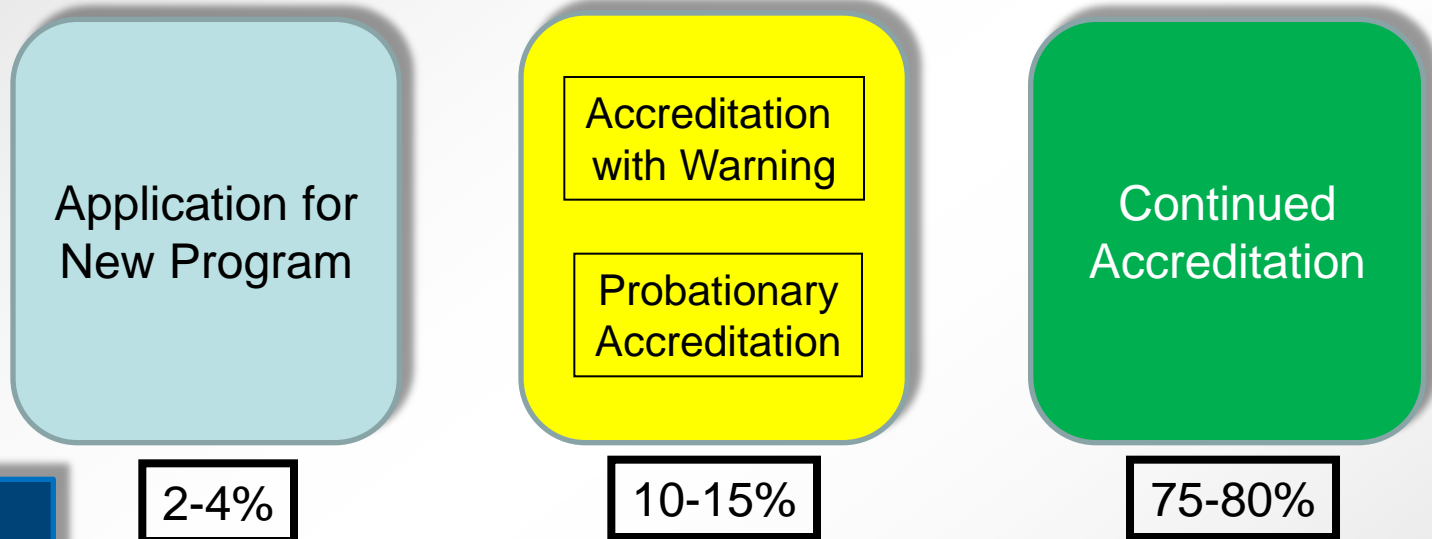 Application for
New Program
2-4%
Accreditation
with Warning
Probationary
Accreditation
10-15%
Continued
Accreditation
75-80%